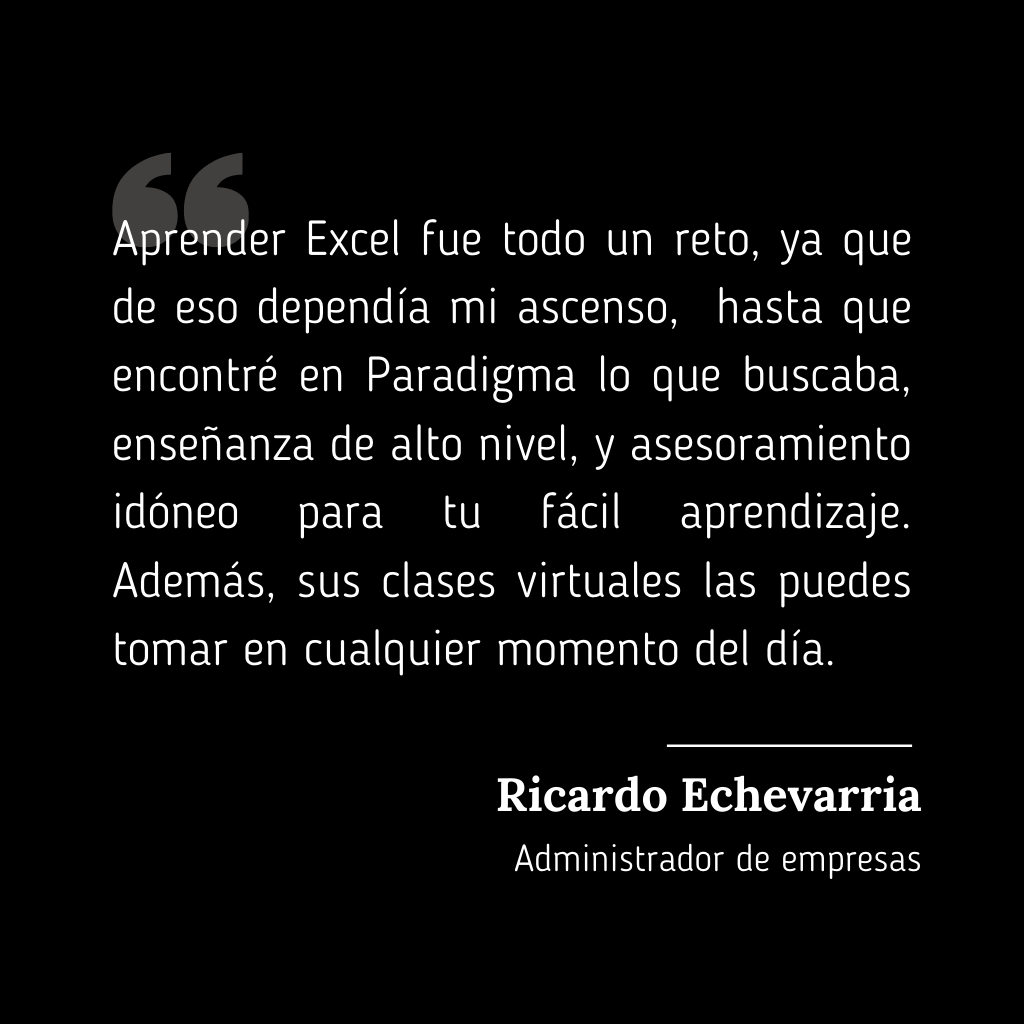 Aprender Excel fue todo un reto, ya que
de eso dependía mi ascenso,  hasta que
encontré en Paradigma lo que buscaba,
enseñanza de alto nivel, y asesoramiento
idóneo para tu fácil aprendizaje.
Además, sus clases virtuales las puedes
tomar en cualquier momento del día.
Ricardo Echevarria
Administrador de empresas